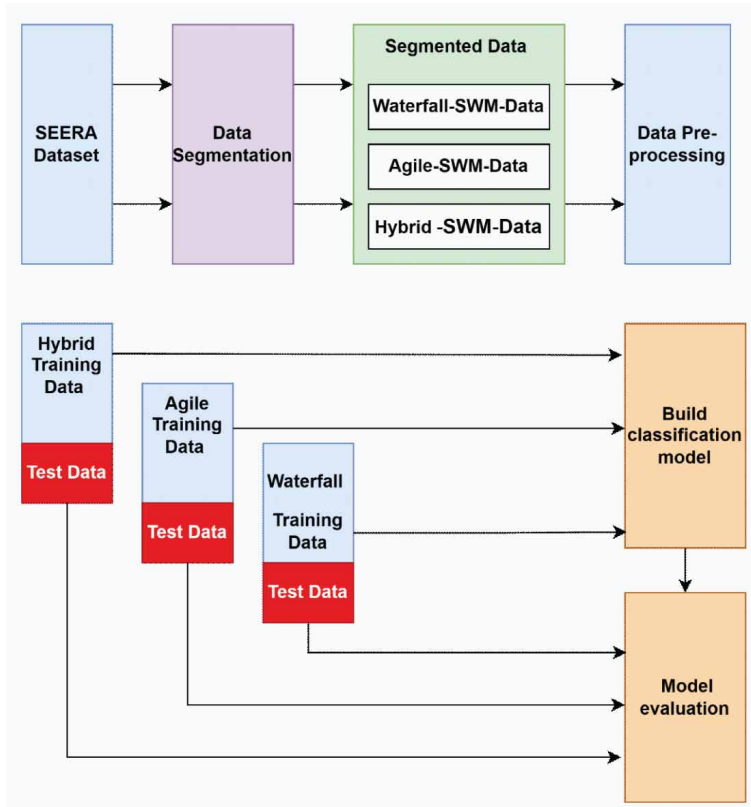 SEERA
Dataset
Data
Segmentation
Segmented Data
Waterfall-SWM-Data
Agile-SWM-Data
Hybrid -SWM-Data
Data Pre-
processing
Hybrid
Training
Data
Test Data
Agile
Training
Data
Test Data
Waterfall
Training
Data
Test Data
Build
classification
model
Model
evaluation